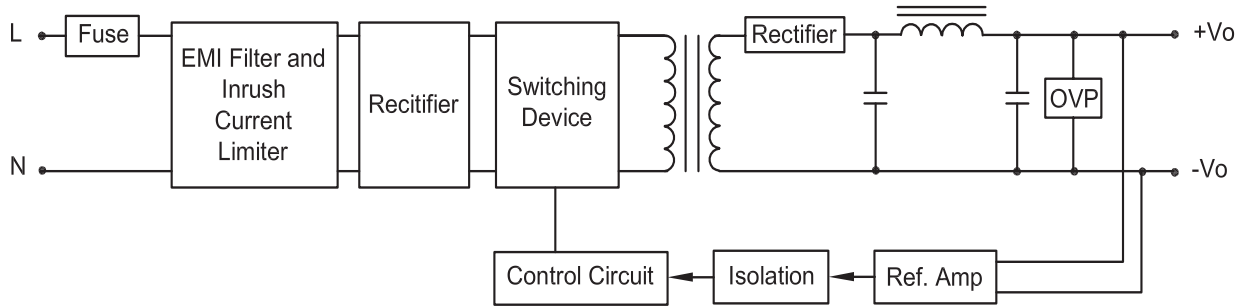 L
Fuse
EMI Filter and
Inrush
Current
Limiter
Recitifier
Switching
Device
Rectifier
OVP
+Vo
N
-Vo
Control Circuit
Isolation
Ref. Amp